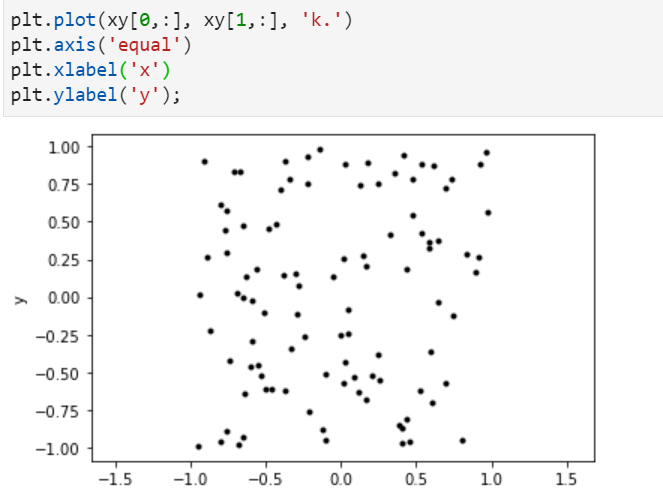 plt.plot(xy[0,:], xy[1,:], 'k.')
plt.axis('equal')
plt.xlabel('x')
plt.ylabel('y');
1.00
0.75
0.50
0.25
0.00
−0.25
−0.50
−0.75
−1.00
y
−1.5 −1.0 −0.5 0.0 0.5 1.0 1.5